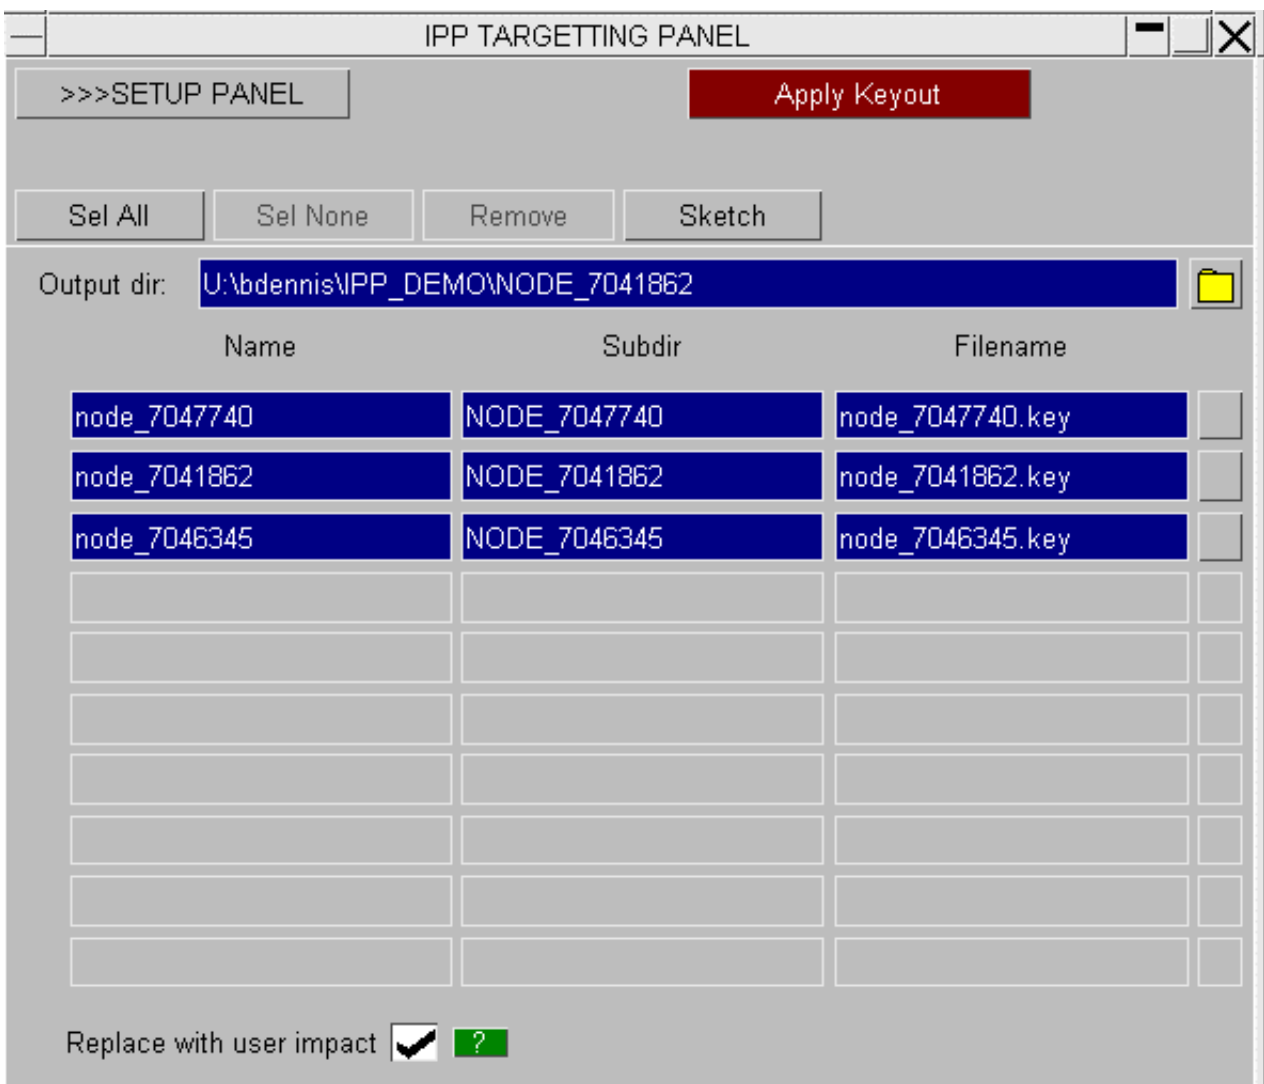 IPP TARGETTING PANEL
>>>SETUP PANEL Apply Keyout
Sel All Sel None Remove Sketch
Output dir: U:\bdennis\IPP_DEMO\NODE_7041862
Name Subdir Filename
node_7047740 NODE_7047740 node_7047740.key
node_7041862 NODE_7041862 node_7041862.key
node_7046345 NODE_7046345 node_7046345.key
Replace with user impact ?